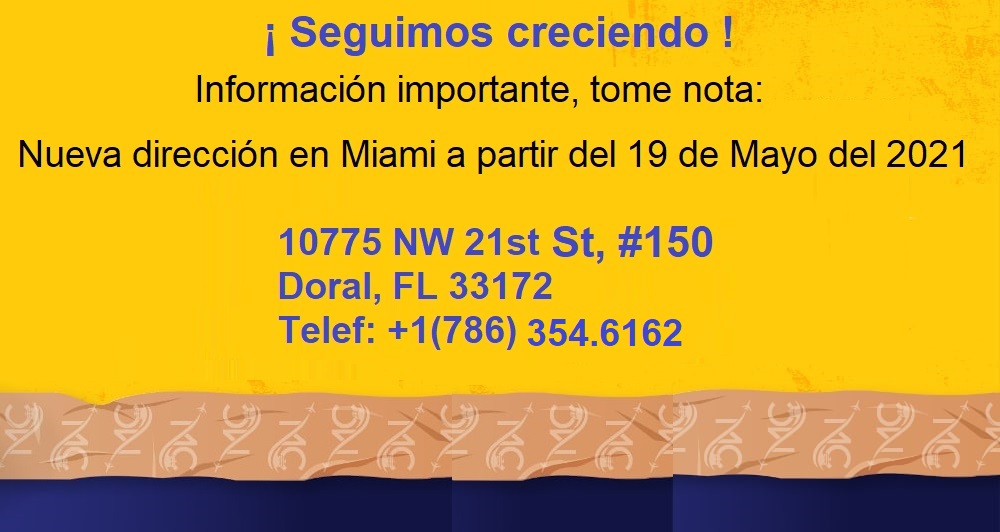 ¡ Seguimos creciendo !
Información importante, tome nota:
Nueva dirección en Miami a partir del 19 de Mayo del 2021
10775 NW 21st St, #150
Doral, FL 33172
Telef: +1(786) 354.6162